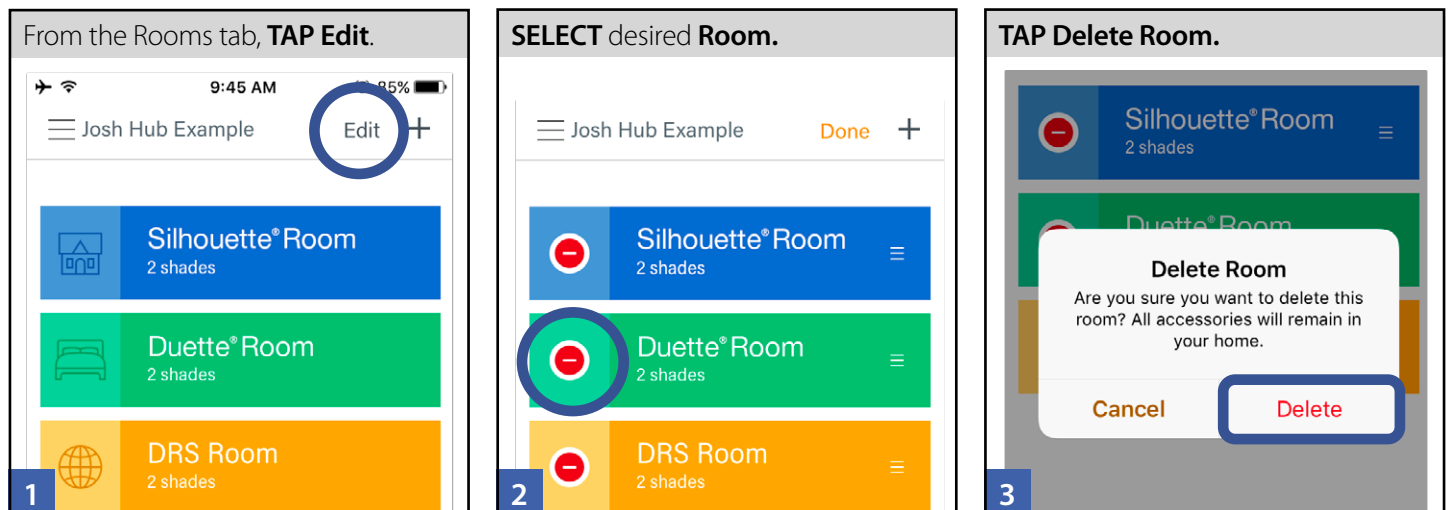 From the Rooms tab, TAP Edit.
9:45 AM
85%
Josh Hub Example
Edit +
Silhouette® Room
2 shades
Duette® Room
2 shades
DRS Room
2 shades
1
SELECT desired Room.
Josh Hub Example
Done +
Silhouette® Room
2 shades
Duette® Room
2 shades
DRS Room
2 shades
2
TAP Delete Room.
Silhouette® Room
2 shades
Duette® Room
Delete Room
Are you sure you want to delete this
room? All accessories will remain in
your home.
Cancel
Delete
3